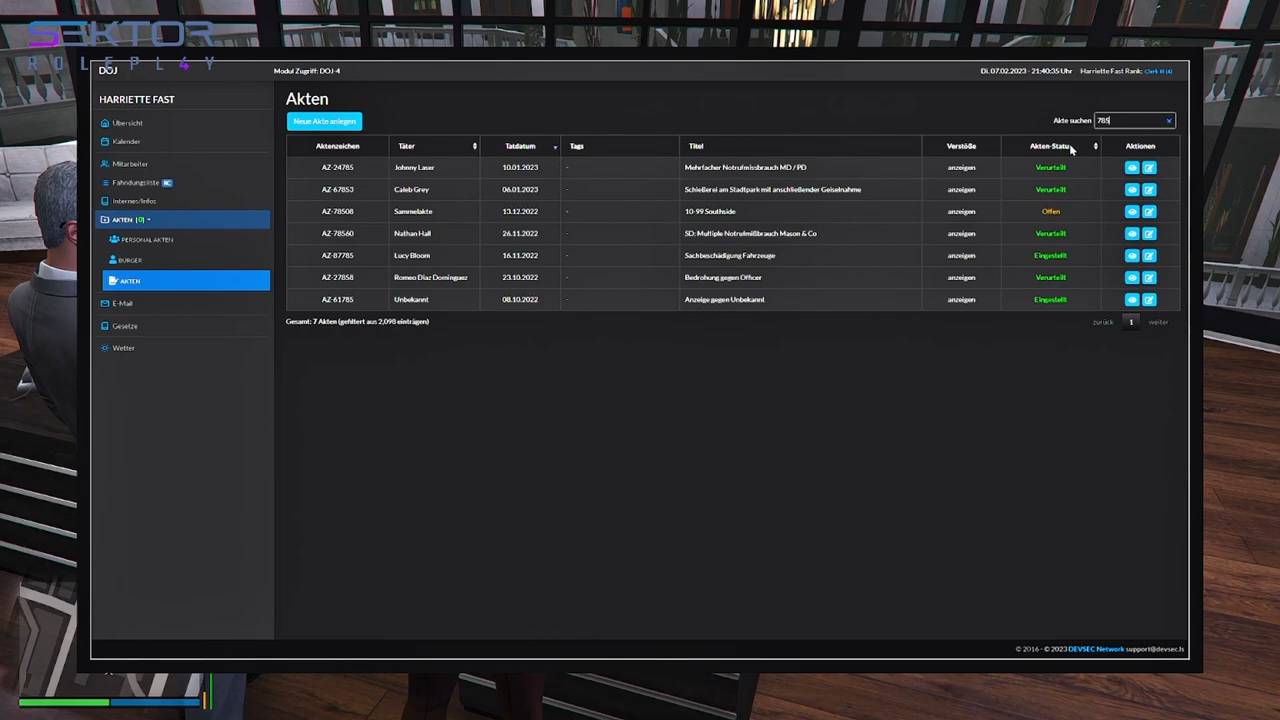 SEKTOR
ROLEPL4Y
DOJ
Modul Zugriff: DOJ-4
Di. 07.02.2023 - 21:40:35 Uhr
Harriette Fast Rank: Clerk III (4)
HARRIETTE FAST
Übersicht
Kalender
Mitarbeiter
Fahndungsliste
Internes/Infos
AKTEN [0]
PERSONAL AKTEN
BÜRGER
AKTEN
E-Mail
Gesetze
Wetter
Akten
Neue Akte anlegen
Akte suchen 785
Aktenzeichen Täter Tatdatum Tags Titel Verstöße Akten-Status Aktionen
AZ-24785 Johnny Laser 10.01.2023 - Mehrfacher Notrufmissbrauch MD / PD anzeigen Verurteilt
AZ-67853 Caleb Grey 06.01.2023 - Schießerei am Stadtpark mit anschließender Geiselnahme anzeigen Verurteilt
AZ-78508 Sammelakte 13.12.2022 - 10-99 Southside anzeigen Offen
AZ-78560 Nathan Hall 26.11.2022 - SD: Multiple Notrufmißbrauch Mason & Co anzeigen Verurteilt
AZ-87785 Lucy Bloom 16.11.2022 - Sachbeschädigung Fahrzeuge anzeigen Eingestellt
AZ-27858 Romeo Diaz Dominguez 23.10.2022 - Bedrohung gegen Officer anzeigen Verurteilt
AZ-61785 Unbekannt 08.10.2022 - Anzeige gegen Unbekannt anzeigen Eingestellt
Gesamt: 7 Akten (gefiltert aus 2,098 einträgen)
zurück 1 weiter
© 2016 - © 2023 DEVSEC Network support@devsec.ls